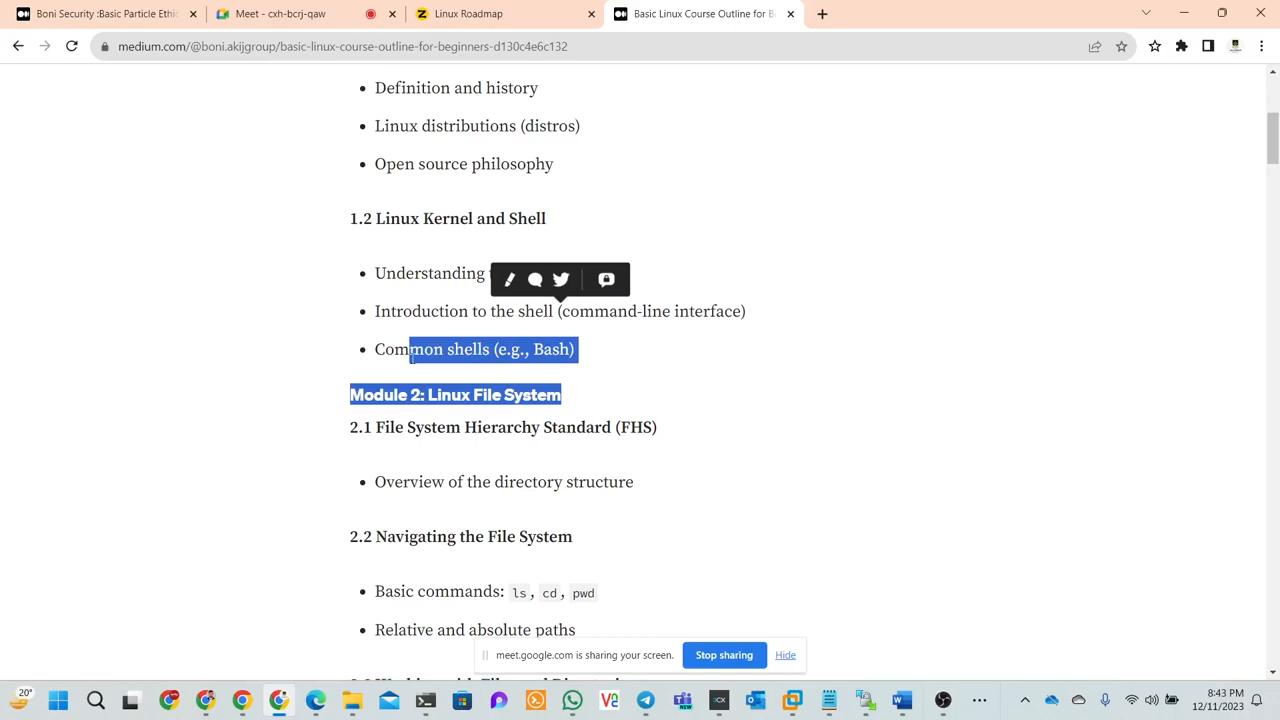 Boni Security :Basic Particle Ethic
Meet - cxh-bcrj-qaw
Linux Roadmap
Basic Linux Course Outline for B
medium.com/@boni.akijgroup/basic-linux-course-outline-for-beginners-d130c4e6c132
Definition and history
Linux distributions (distros)
Open source philosophy
1.2 Linux Kernel and Shell
Understanding
Introduction to the shell (command-line interface)
Common shells (e.g., Bash)
Module 2: Linux File System
2.1 File System Hierarchy Standard (FHS)
Overview of the directory structure
2.2 Navigating the File System
Basic commands: ls, cd, pwd
Relative and absolute paths
meet.google.com is sharing your screen.
Stop sharing
Hide
20°
8:43 PM
12/11/2023